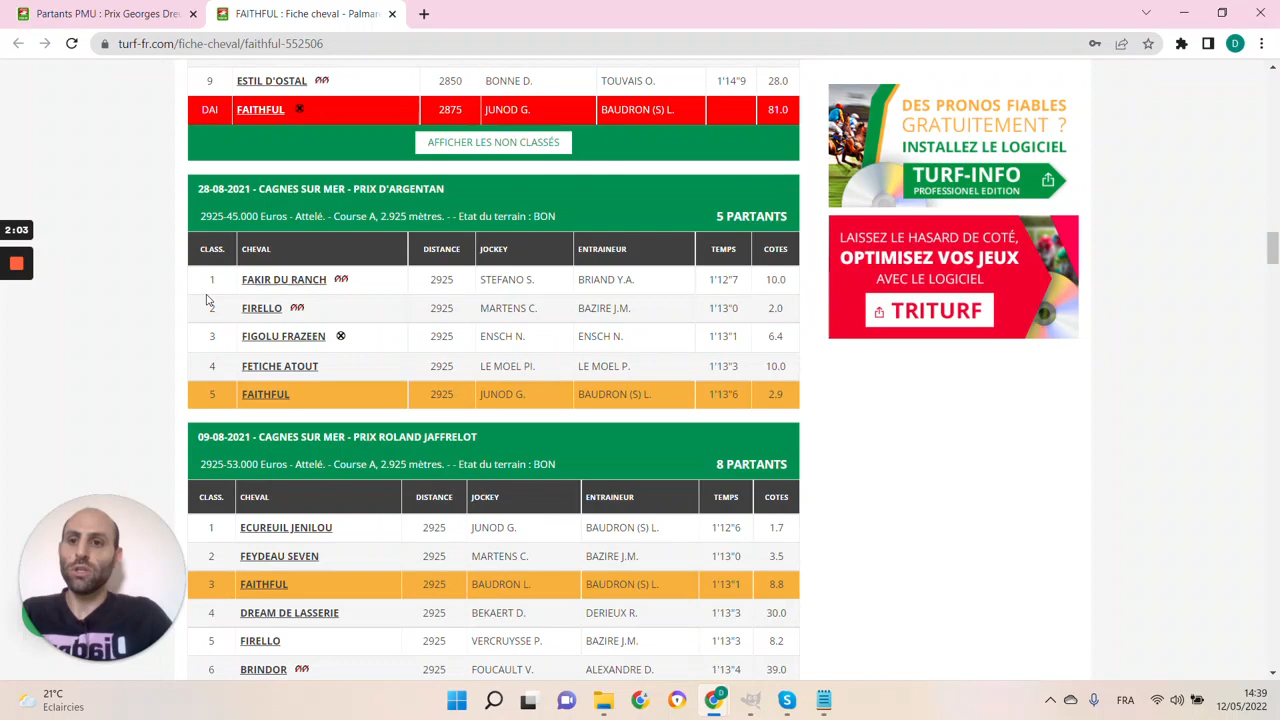 Partants PMU : Prix Georges Dre
FAITHFUL : Fiche cheval - Palmar
turf-fr.com/fiche-cheval/faithful-552506
D
9 ESTIL D'OSTAL ØØ 2850 BONNE D. TOUVAIS O. 1'14"9 28.0
DAI FAITHFUL 2875 JUNOD G. BAUDRON (S) L. 81.0
AFFICHER LES NON CLASSÉS
28-08-2021 - CAGNES SUR MER - PRIX D'ARGENTAN
2925-45.000 Euros - Attelé. - Course A, 2.925 mètres. - - Etat du terrain : BON 5 PARTANTS
CLASS. CHEVAL DISTANCE JOCKEY ENTRAINEUR TEMPS COTES
1 FAKIR DU RANCH ØØ 2925 STEFANO S. BRIAND Y.A. 1'12"7 10.0
2 FIRELLO ØØ 2925 MARTENS C. BAZIRE J.M. 1'13"0 2.0
3 FIGOLU FRAZEEN 2925 ENSCH N. ENSCH N. 1'13"1 6.4
4 FETICHE ATOUT 2925 LE MOEL PI. LE MOEL P. 1'13"3 10.0
5 FAITHFUL 2925 JUNOD G. BAUDRON (S) L. 1'13"6 2.9
09-08-2021 - CAGNES SUR MER - PRIX ROLAND JAFFRELOT
2925-53.000 Euros - Attelé. - Course A, 2.925 mètres. - - Etat du terrain : BON 8 PARTANTS
CLASS. CHEVAL DISTANCE JOCKEY ENTRAINEUR TEMPS COTES
1 ECUREUIL JENILOU 2925 JUNOD G. BAUDRON (S) L. 1'12"6 1.7
2 FEYDEAU SEVEN 2925 MARTENS C. BAZIRE J.M. 1'13"0 3.5
3 FAITHFUL 2925 BAUDRON L. BAUDRON (S) L. 1'13"1 8.8
4 DREAM DE LASSERIE 2925 BEKAERT D. DERIEUX R. 1'13"3 30.0
5 FIRELLO 2925 VERCRUYSSE P. BAZIRE J.M. 1'13"3 8.2
6 BRINDOR ØØ 2925 FOUCAULT V. ALEXANDRE D. 1'13"4 39.0
DES PRONOS FIABLES
GRATUITEMENT ?
INSTALLEZ LE LOGICIEL
TURF-INFO
PROFESSIONEL EDITION
LAISSEZ LE HASARD DE COTÉ,
OPTIMISEZ VOS JEUX
AVEC LE LOGICIEL
TRITURF
2:03
21°C
Eclaircies
D
FRA
14:39
12/05/2022